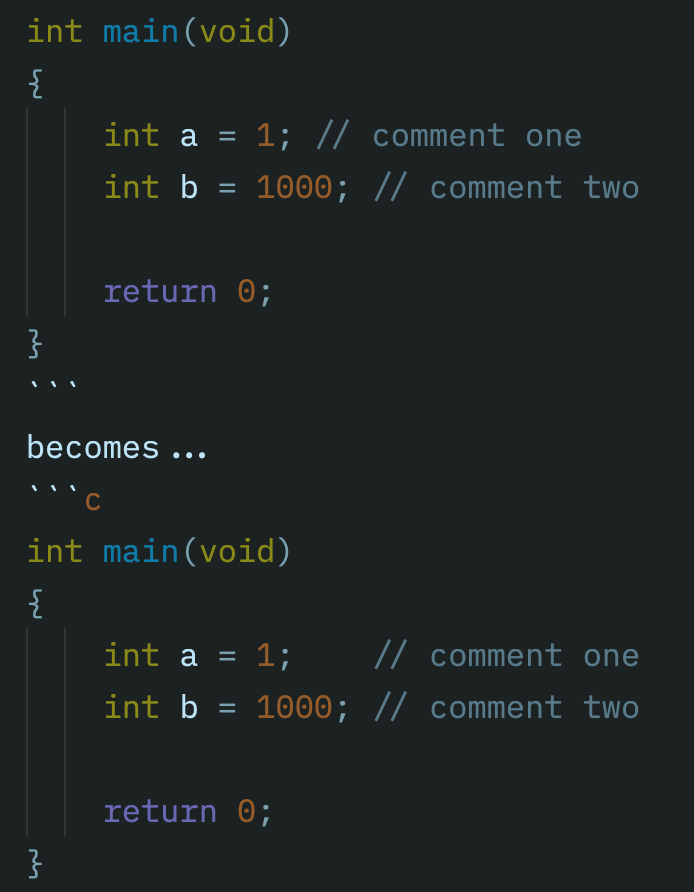 int main(void)
{
    int a = 1; // comment one
    int b = 1000; // comment two

    return 0;
}
```
becomes...
```c
int main(void)
{
    int a = 1;    // comment one
    int b = 1000; // comment two

    return 0;
}